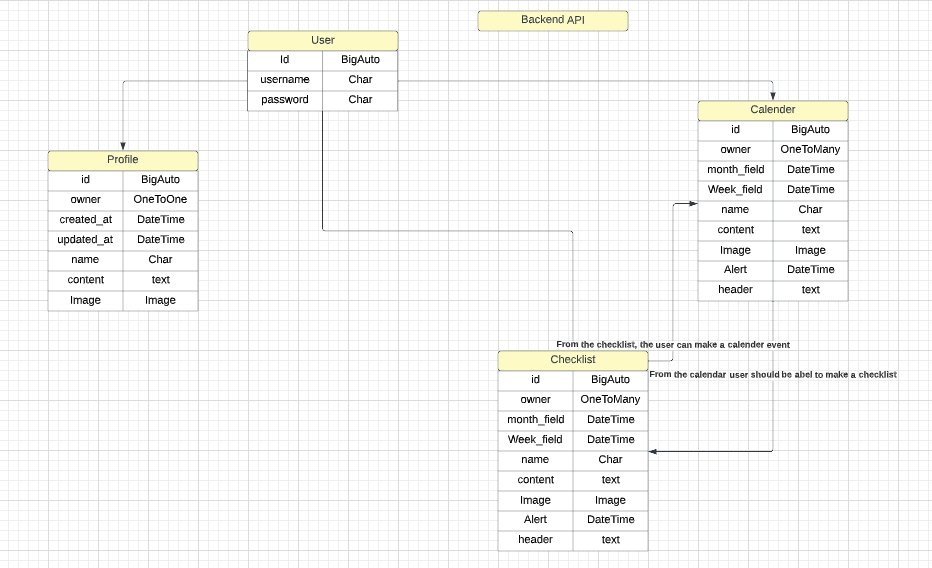 Backend API
User
Id BigAuto
username Char
password Char
Profile
id BigAuto
owner OneToOne
created_at DateTime
updated_at DateTime
name Char
content text
Image Image
Calender
id BigAuto
owner OneToMany
month_field DateTime
Week_field DateTime
name Char
content text
Image Image
Alert DateTime
header text
From the checklist, the user can make a calender event
From the calendar user should be abel to make a checklist
Checklist
id BigAuto
owner OneToMany
month_field DateTime
Week_field DateTime
name Char
content text
Image Image
Alert DateTime
header text